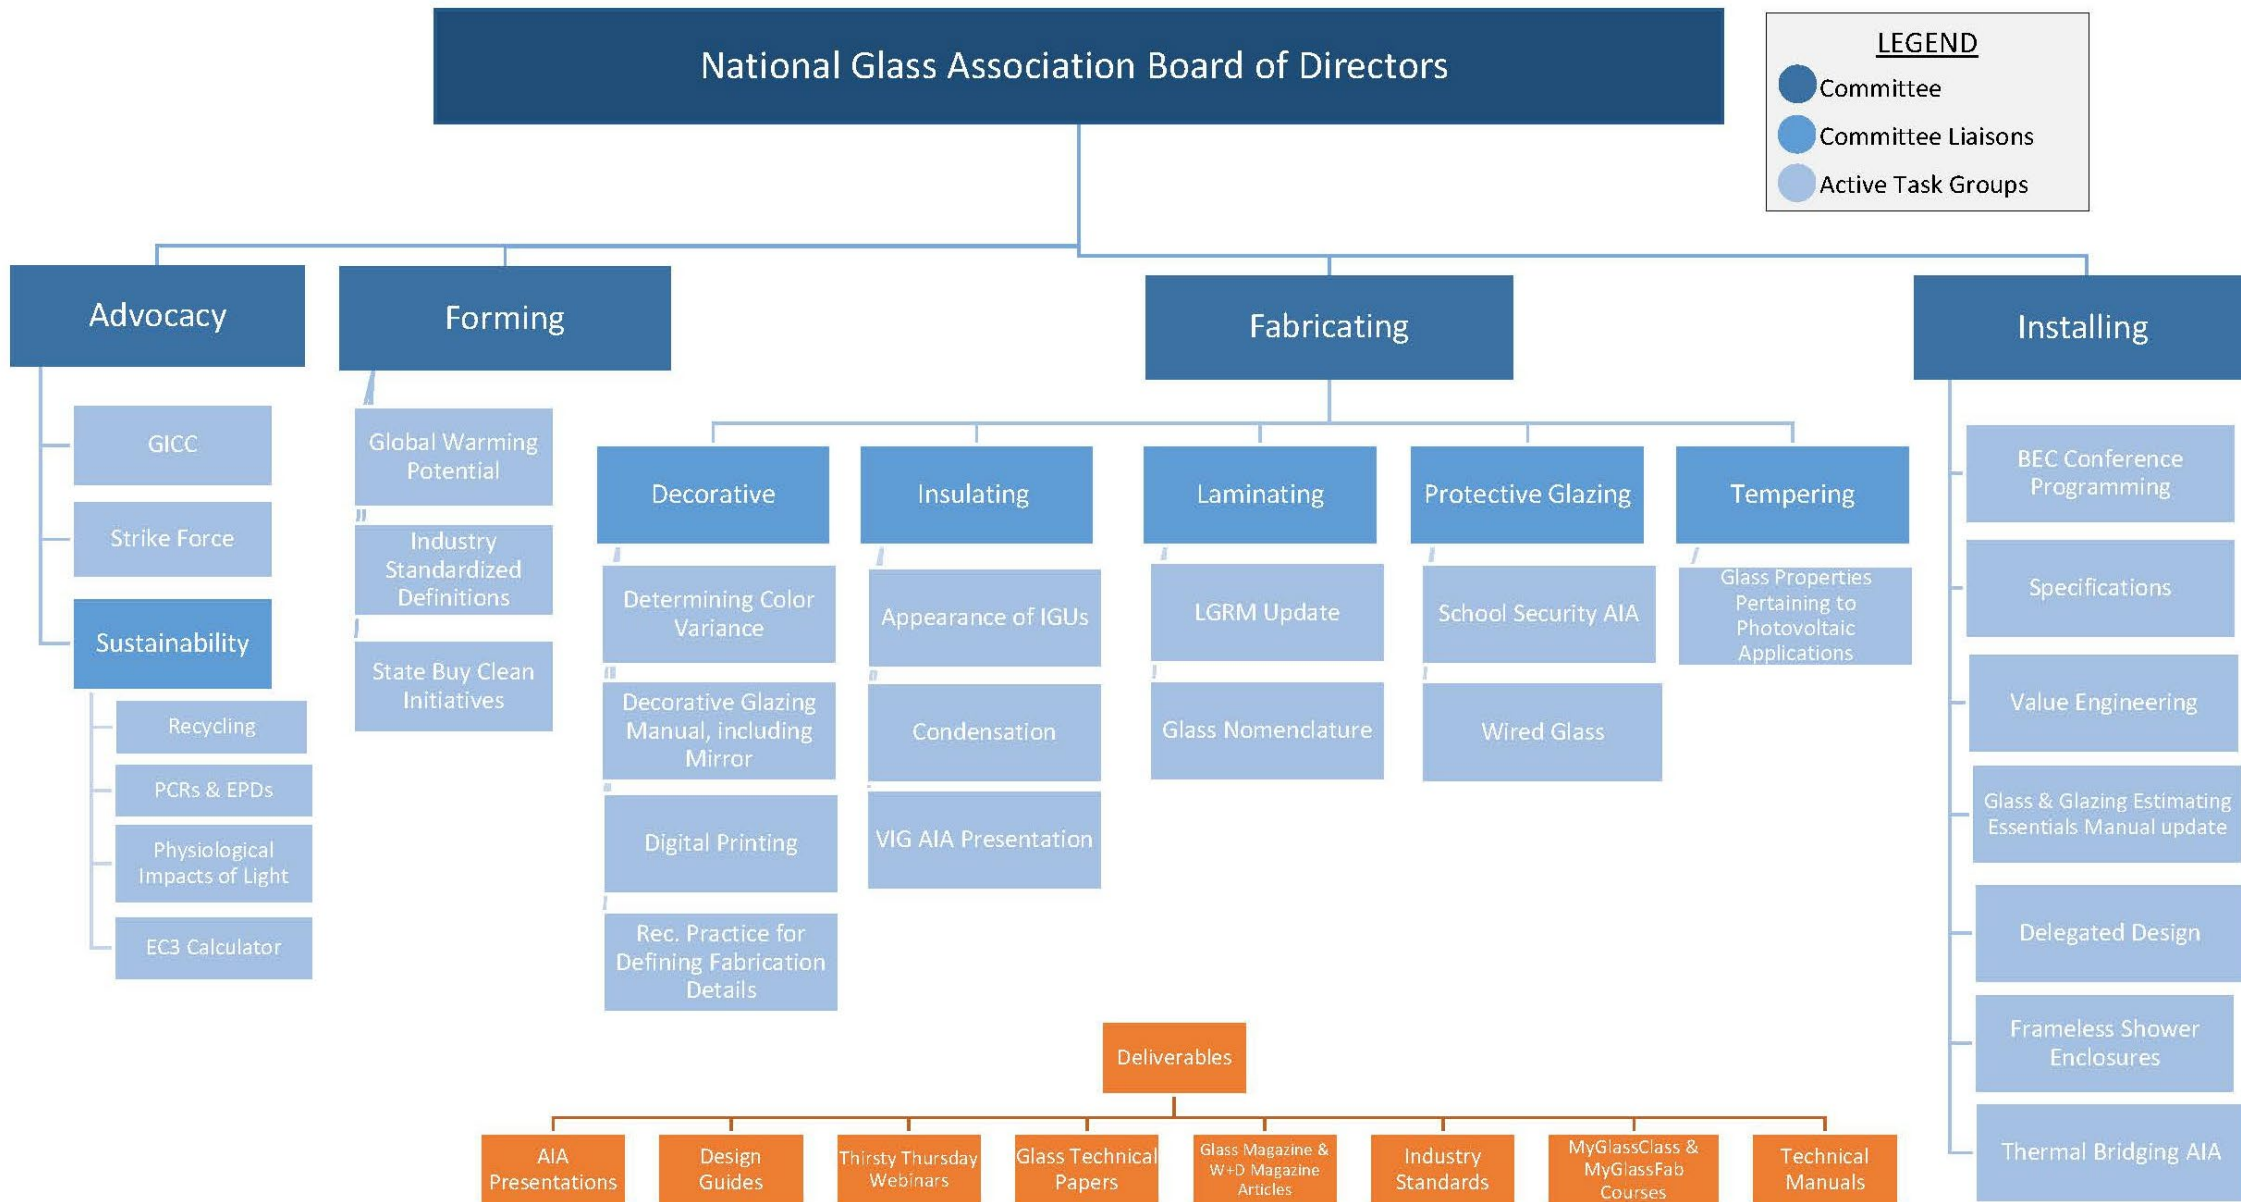 National Glass Association Board of Directors
LEGEND
Committee
Committee Liaisons
Active Task Groups
Advocacy
GICC
Strike Force
Sustainability
Recycling
PCRs & EPDs
Physiological
Impacts of Light
EC3 Calculator
Forming
Global Warming
Potential
Industry
Standardized
Definitions
State Buy Clean
Initiatives
Fabricating
Decorative
Determining Color
Variance
Decorative Glazing
Manual, including
Mirror
Digital Printing
Rec. Practice for
Defining Fabrication
Details
Insulating
Appearance of IGUs
Condensation
VIG AIA Presentation
Laminating
LGRM Update
Glass Nomenclature
Protective Glazing
School Security AIA
Wired Glass
Tempering
Glass Properties
Pertaining to
Photovoltaic
Applications
Installing
BEC Conference
Programming
Specifications
Value Engineering
Glass & Glazing Estimating
Essentials Manual update
Delegated Design
Frameless Shower
Enclosures
Thermal Bridging AIA
Deliverables
AIA
Presentations
Design
Guides
Thirsty Thursday
Webinars
Glass Technical
Papers
Glass Magazine &
W+D Magazine
Articles
Industry
Standards
MyGlassClass &
MyGlassFab
Courses
Technical
Manuals